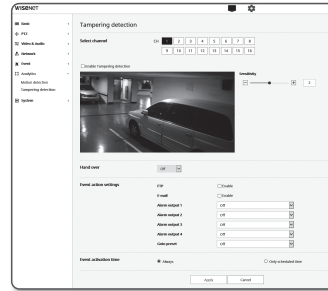 WISENET
Basic
PTZ
Video & Audio
Network
Event
Analytics
Motion detection
Tampering detection
System
Tampering detection
Select channel
CH 1 2 3 4 5 6 7 8
9 10 11 12 13 14 15 16
Enable Tampering detection
Sensitivity
Hand over
Off
Event action settings
FTP
Enable
E-mail
Enable
Alarm output 1
Off
Alarm output 2
Off
Alarm output 3
Off
Alarm output 4
Off
Goto preset
Off
Event activation time
Always
Only scheduled time
Apply
Cancel